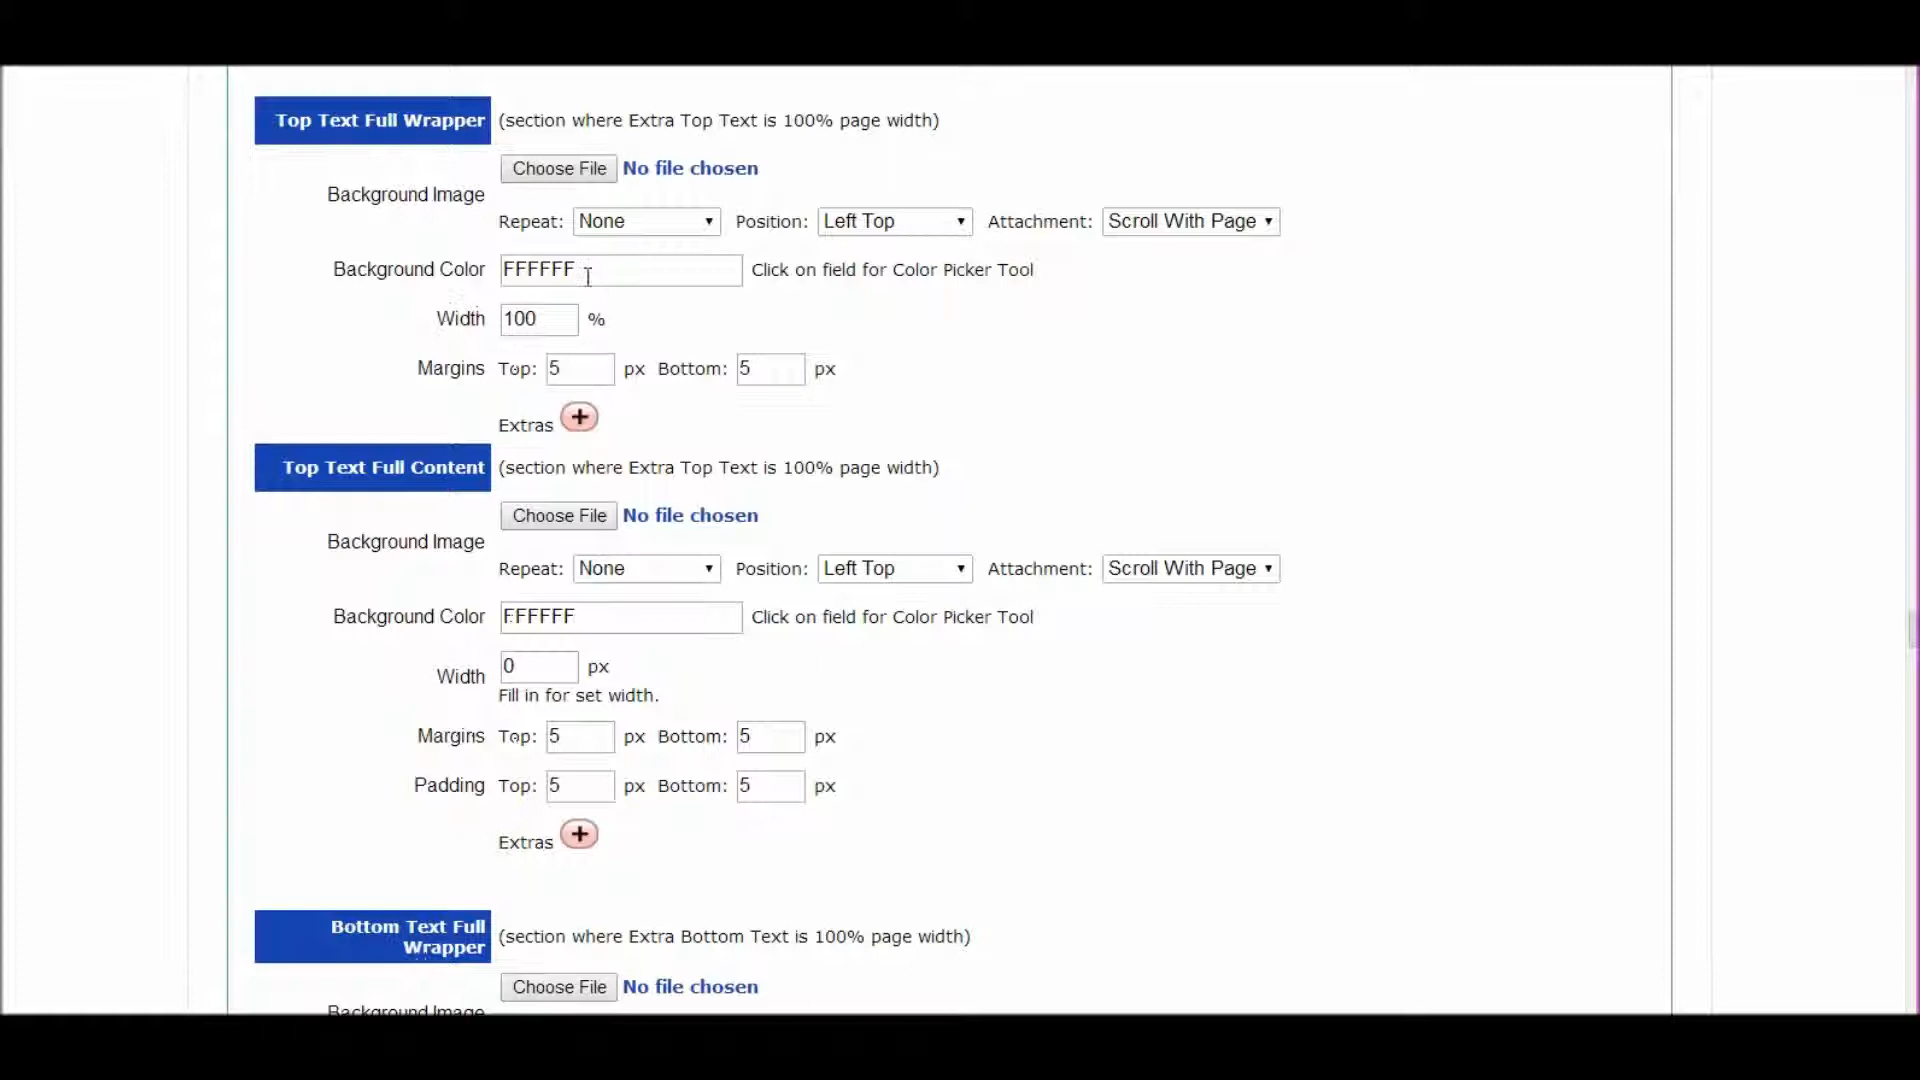 Top Text Full Wrapper (section where Extra Top Text is 100% page width)
Choose File No file chosen
Background Image
Repeat: None Position: Left Top Attachment: Scroll With Page
Background Color FFFFFF Click on field for Color Picker Tool
Width 100 %
Margins Top: 5 px Bottom: 5 px
Extras +
Top Text Full Content (section where Extra Top Text is 100% page width)
Choose File No file chosen
Background Image
Repeat: None Position: Left Top Attachment: Scroll With Page
Background Color FFFFFF Click on field for Color Picker Tool
Width 0 px
Fill in for set width.
Margins Top: 5 px Bottom: 5 px
Padding Top: 5 px Bottom: 5 px
Extras +
Bottom Text Full
Wrapper (section where Extra Bottom Text is 100% page width)
Choose File No file chosen
Background Image